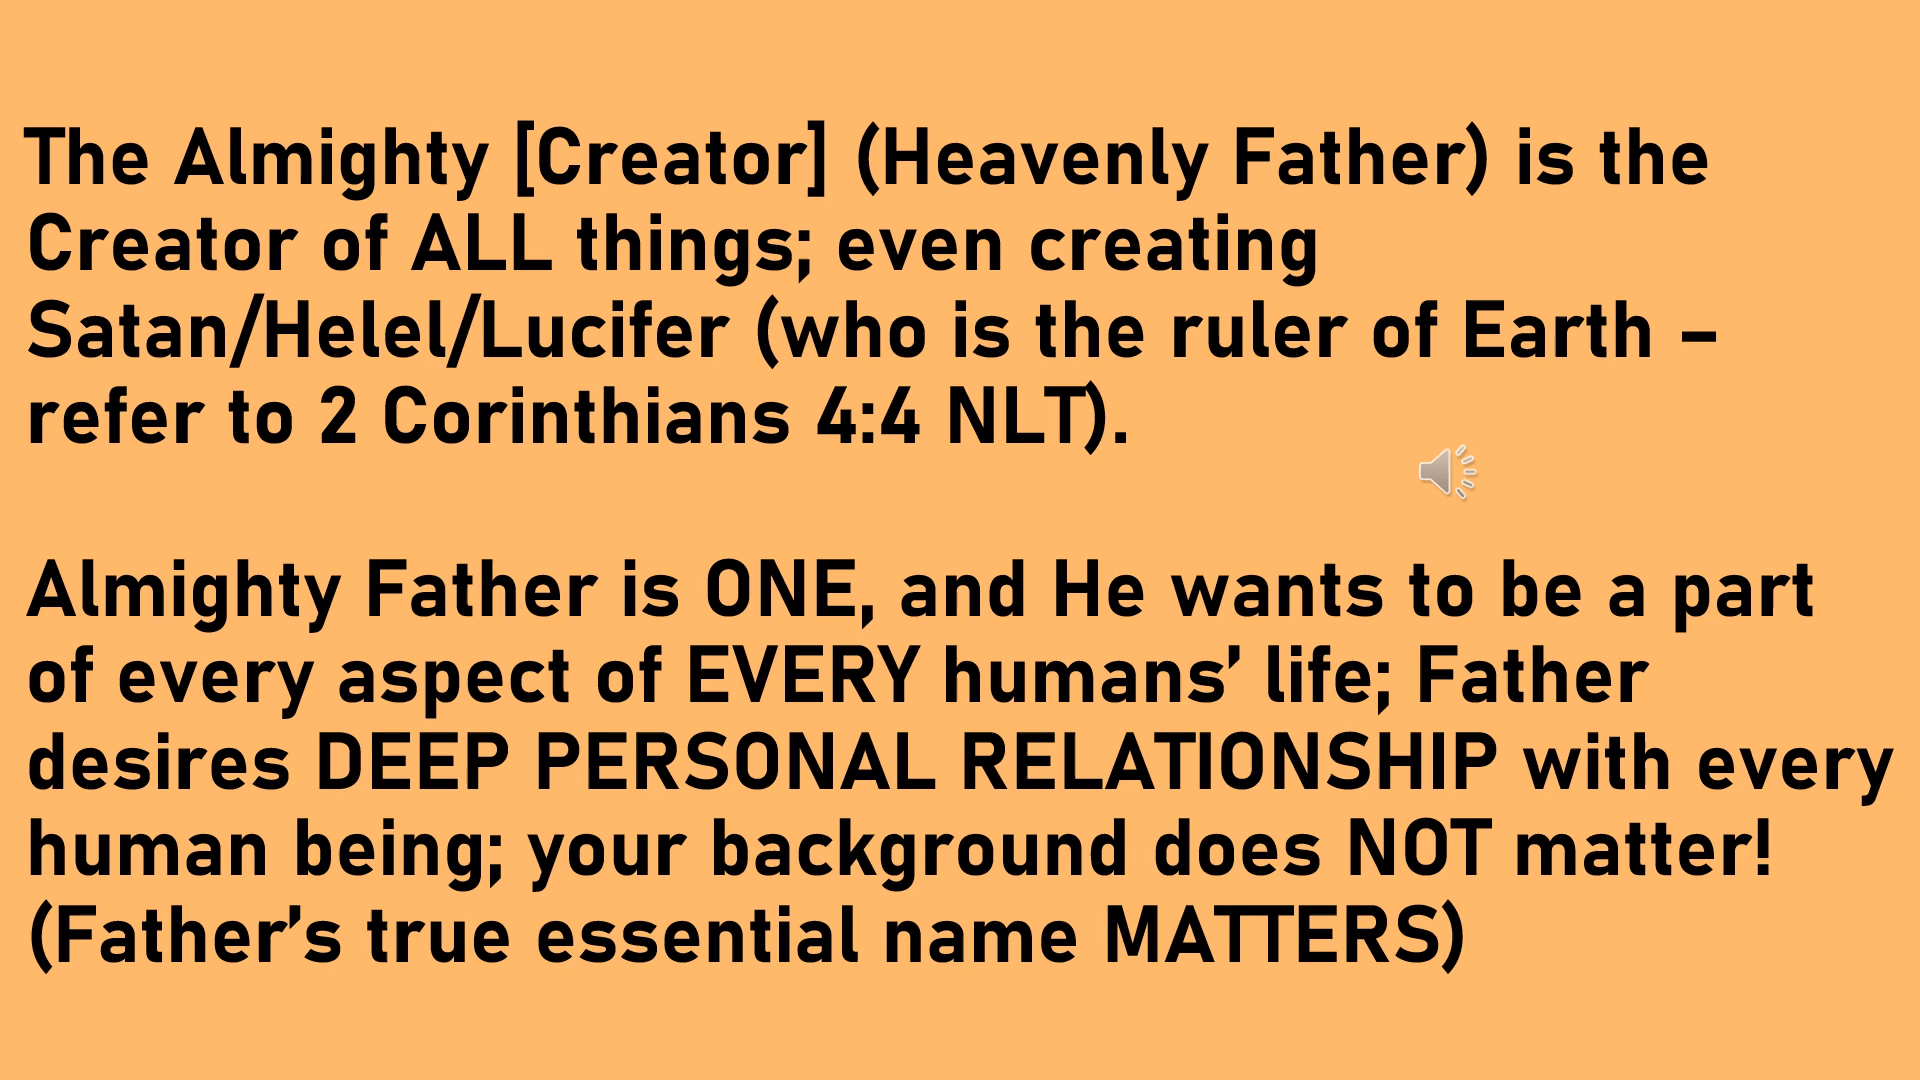 The Almighty [Creator] (Heavenly Father) is the
Creator of ALL things; even creating
Satan/Helel/Lucifer (who is the ruler of Earth –
refer to 2 Corinthians 4:4 NLT).
Almighty Father is ONE, and He wants to be a part
of every aspect of EVERY humans’ life; Father
desires DEEP PERSONAL RELATIONSHIP with every
human being; your background does NOT matter!
(Father’s true essential name MATTERS)